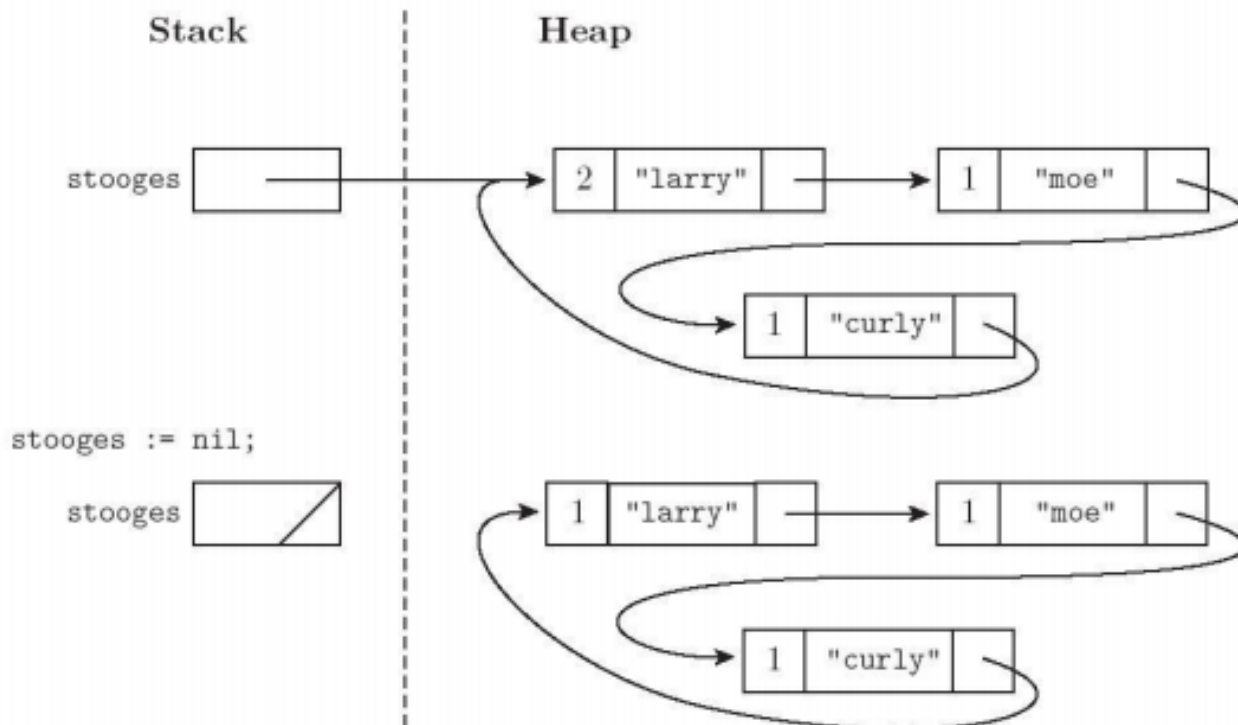 Stack Heap
stooges 2 "larry" 1 "moe"
1 "curly"
stooges := nil;
stooges 1 "larry" 1 "moe"
1 "curly"